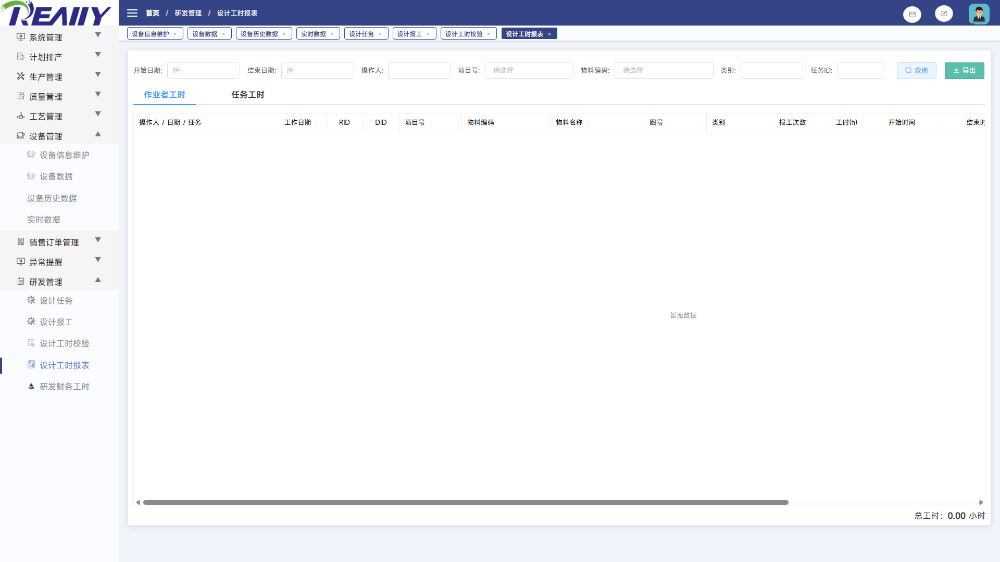 REALLY
首页 / 研发管理 / 设计工时报表
设备信息维护 ×
设备数据 ×
设备历史数据 ×
实时数据 ×
设计任务 ×
设计报工 ×
设计工时校验 ×
设计工时报表 ×
系统管理
计划排产
生产管理
质量管理
工艺管理
设备管理
设备信息维护
设备数据
设备历史数据
实时数据
销售订单管理
异常提醒
研发管理
设计任务
设计报工
设计工时校验
设计工时报表
研发财务工时
开始日期: 结束日期: 操作人: 项目号: 请选择 物料编码: 请选择 类别: 任务ID: 查询 导出
作业者工时 任务工时
操作人 / 日期 / 任务 工作日期 RID DID 项目号 物料编码 物料名称 图号 类别 报工次数 工时(h) 开始时间 结束时
暂无数据
总工时: 0.00 小时